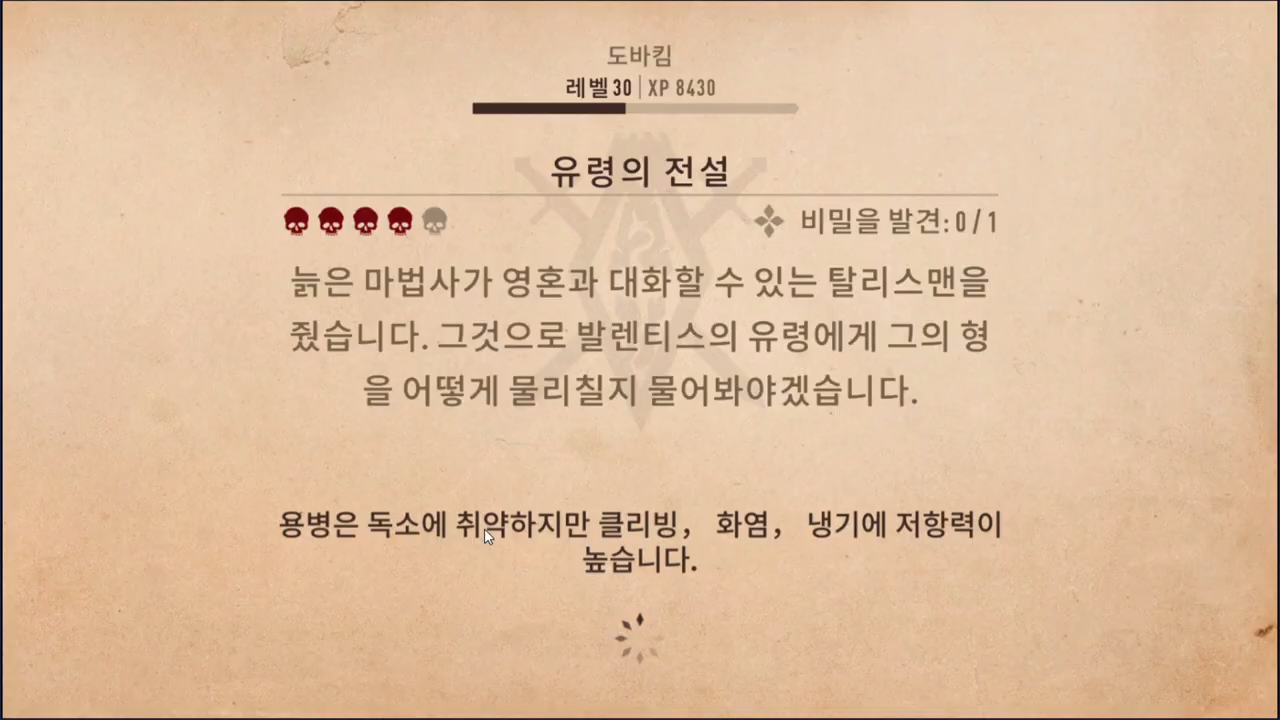 도바킴
레벨 30 | XP 8430
유령의 전설
비밀을 발견: 0 / 1
늙은 마법사가 영혼과 대화할 수 있는 탈리스맨을
줬습니다. 그것으로 발렌티스의 유령에게 그의 형
을 어떻게 물리칠지 물어봐야겠습니다.
용병은 독소에 취약하지만 클리빙, 화염, 냉기에 저항력이
높습니다.